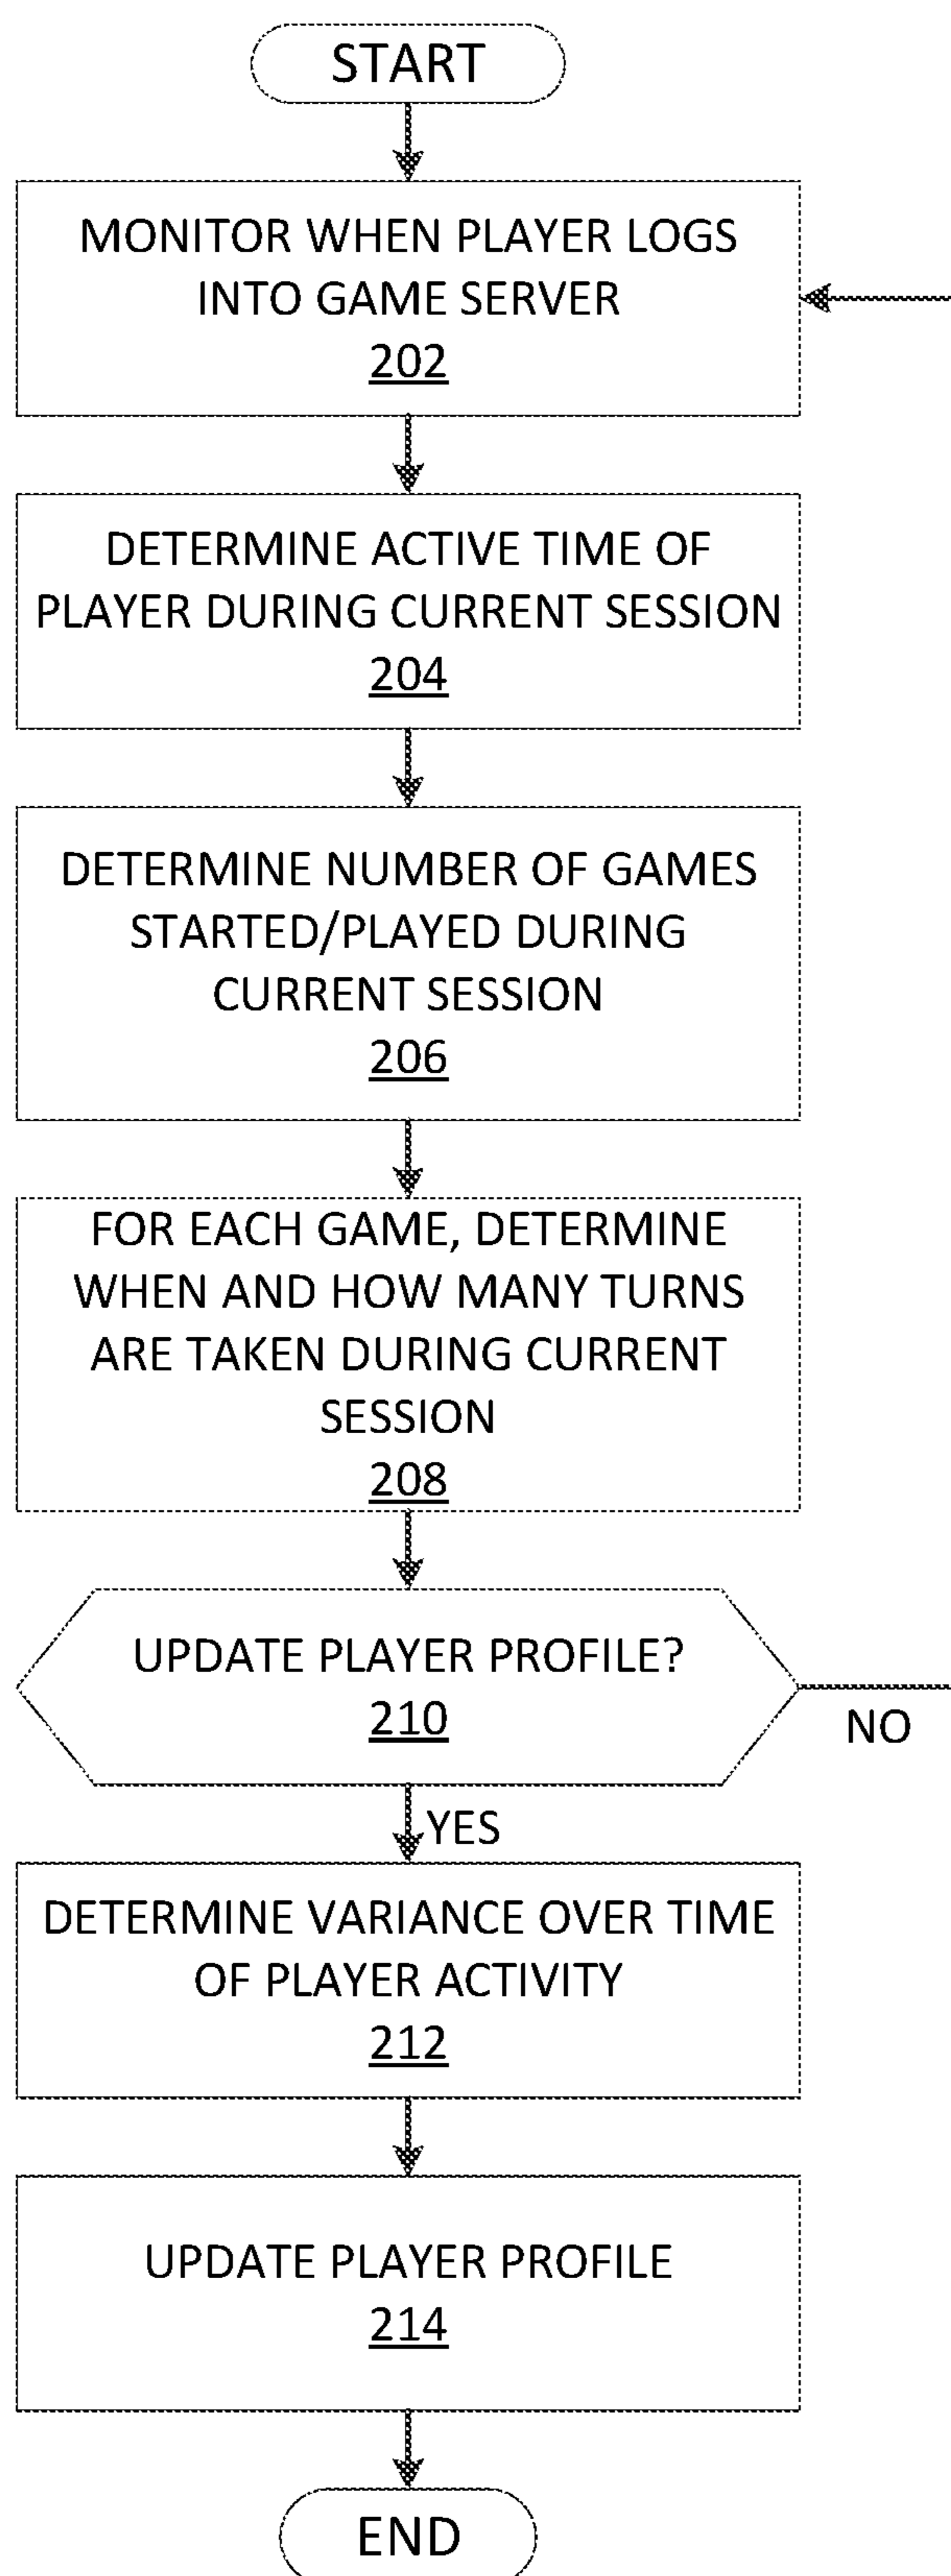 START
MONITOR WHEN PLAYER LOGS
INTO GAME SERVER
202
DETERMINE ACTIVE TIME OF
PLAYER DURING CURRENT SESSION
204
DETERMINE NUMBER OF GAMES
STARTED/PLAYED DURING
CURRENT SESSION
206
FOR EACH GAME, DETERMINE
WHEN AND HOW MANY TURNS
ARE TAKEN DURING CURRENT
SESSION
208
UPDATE PLAYER PROFILE?
210
NO
YES
DETERMINE VARIANCE OVER TIME
OF PLAYER ACTIVITY
212
UPDATE PLAYER PROFILE
214
END